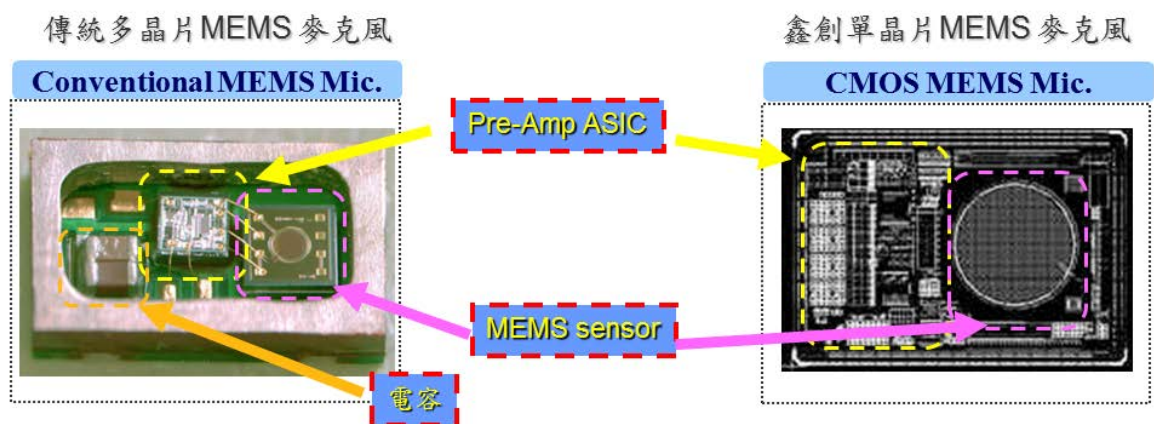 傳統多晶片MEMS 麥克風
Conventional MEMS Mic.
鑫創單晶片MEMS 麥克風
CMOS MEMS Mic.
Pre-Amp ASIC
MEMS sensor
電容